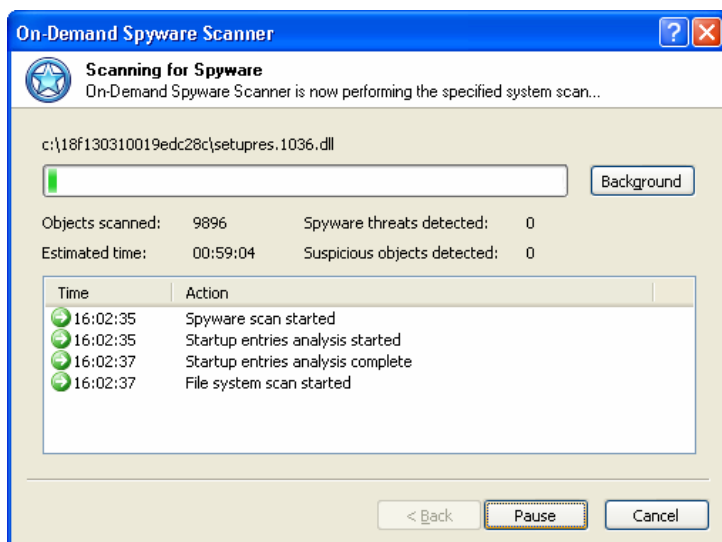 On-Demand Spyware Scanner
Scanning for Spyware
On-Demand Spyware Scanner is now performing the specified system scan...
c:\18f130310019edc28c\setupres.1036.dll
Background
Objects scanned: 9896 Spyware threats detected: 0
Estimated time: 00:59:04 Suspicious objects detected: 0
Time Action
16:02:35 Spyware scan started
16:02:35 Startup entries analysis started
16:02:37 Startup entries analysis complete
16:02:37 File system scan started
< Back Pause Cancel